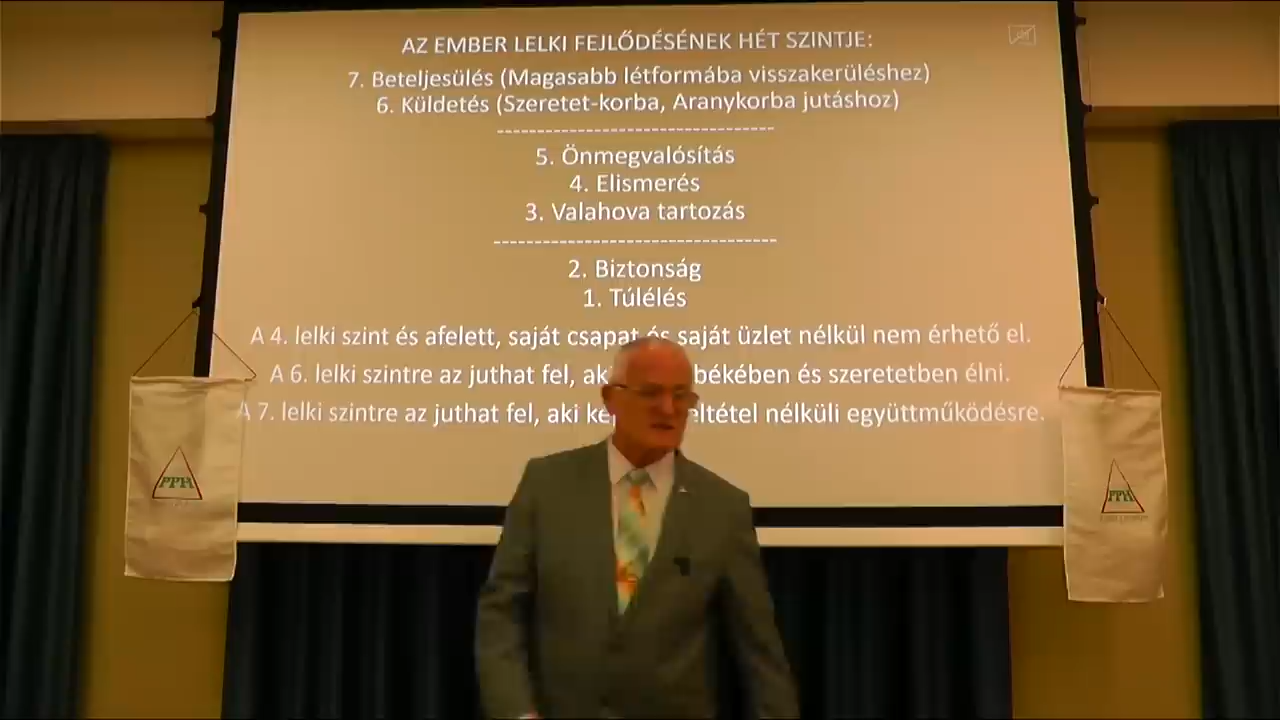 AZ EMBER LELKI FEJLŐDÉSÉNEK HÉT SZINTJE:
7. Beteljesülés (Magasabb létformába visszakerüléshez)
6. Küldetés (Szeretet-korba, Aranykorba jutáshoz)
----------------------------------
5. Önmegvalósítás
4. Elismerés
3. Valahova tartozás
-----------------------------------
2. Biztonság
1. Túlélés
A 4. lelki szint és afelett, saját csapat és saját üzlet nélkül nem érhető el.
A 6. lelki szintre az juthat fel, békében és szeretetben élni.
A 7. lelki szintre az juthat fel, aki nélküli együttműködésre.
PPH
PPH